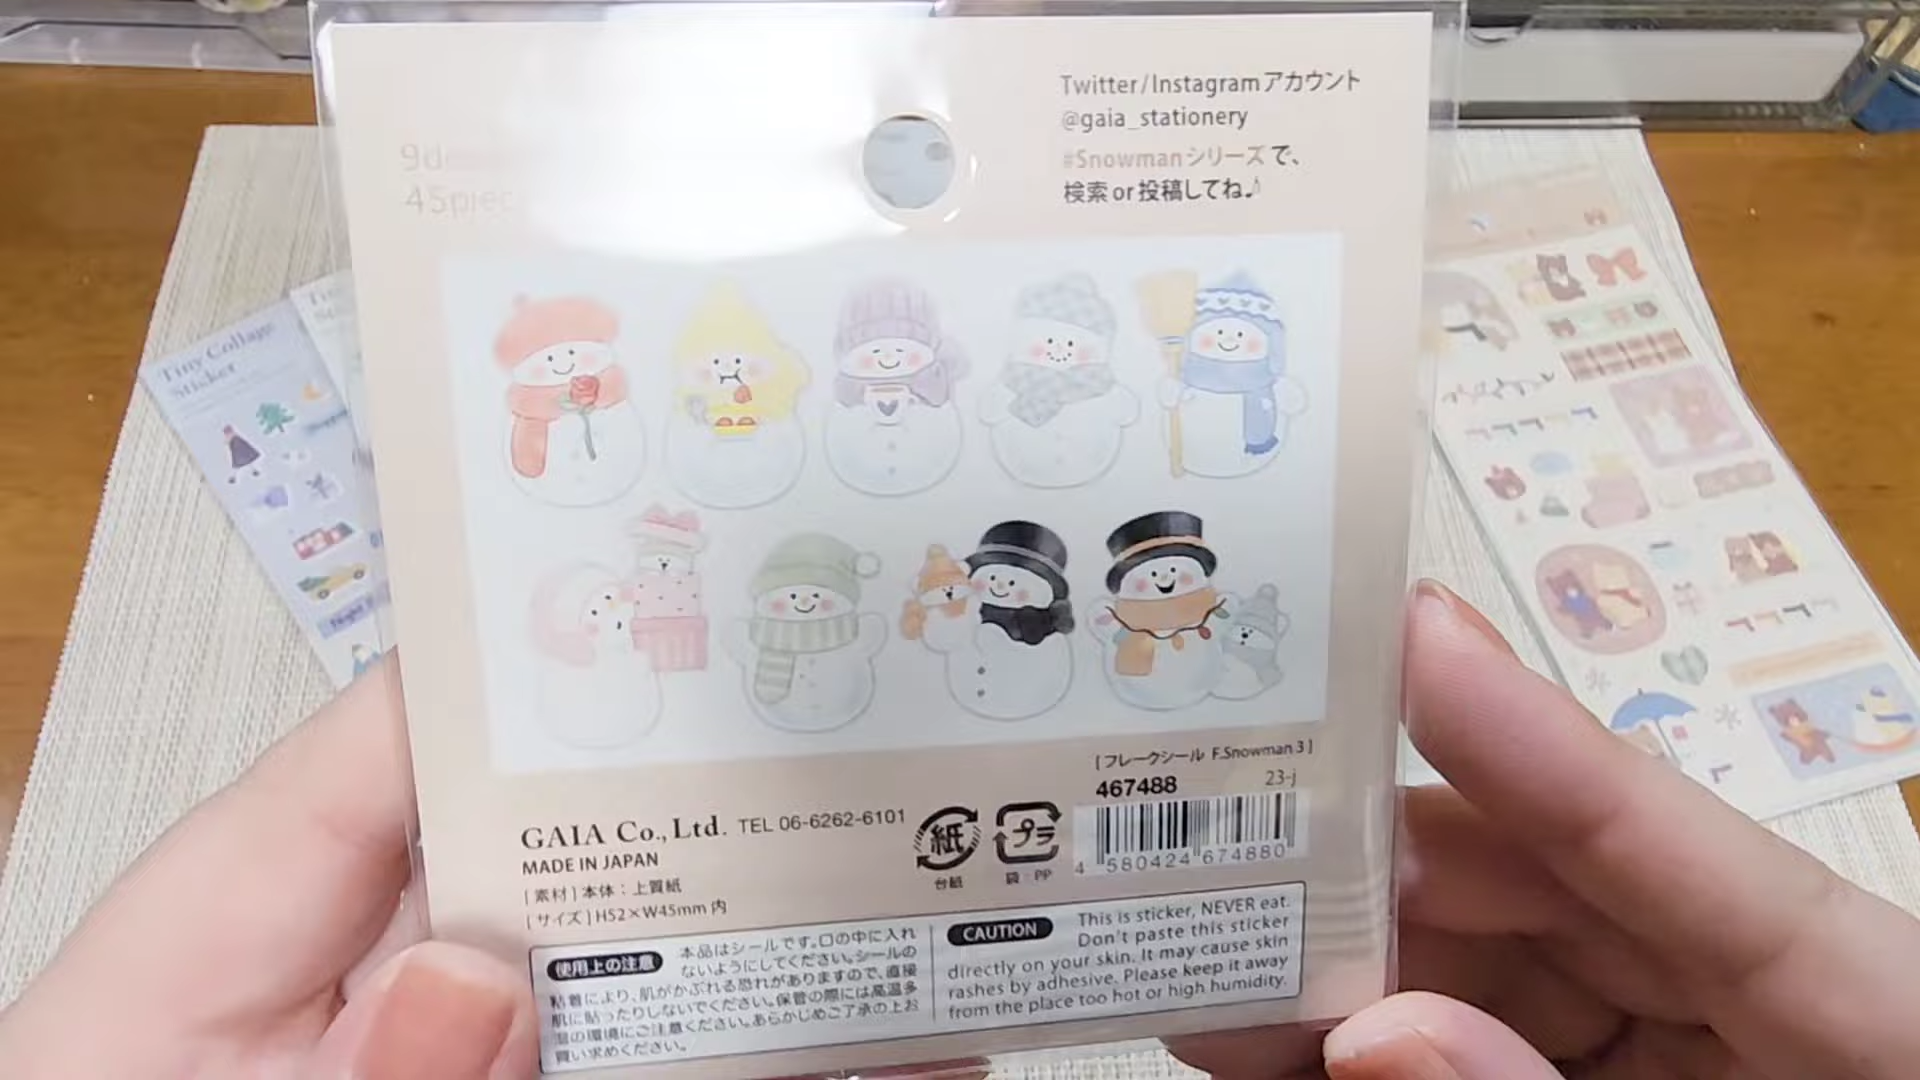 Twitter/Instagramアカウント
@gaia_stationery
#Snowmanシリーズで、
検索or投稿してね♪
45piec
Tiny Collage
Sticker
[フレークシール F.Snowman 3]
467488 23-j
4 580424 674880
GAIA Co.,Ltd. TEL 06-6262-6101
MADE IN JAPAN
[素材]本体：上質紙
[サイズ]H52×W45mm 内
紙
台紙
プラ
袋：PP
使用上の注意 本品はシールです。口の中に入れ
ないようにしてください。シールの
粘着により、肌がかぶれる恐れがありますので、直接
肌に貼ったりしないでください。保管の際には高温多
湿の環境にご注意ください。あらかじめご了承の上お
買い求めください。
CAUTION This is sticker, NEVER eat.
Don't paste this sticker
directly on your skin. It may cause skin
rashes by adhesive. Please keep it away
from the place too hot or high humidity.